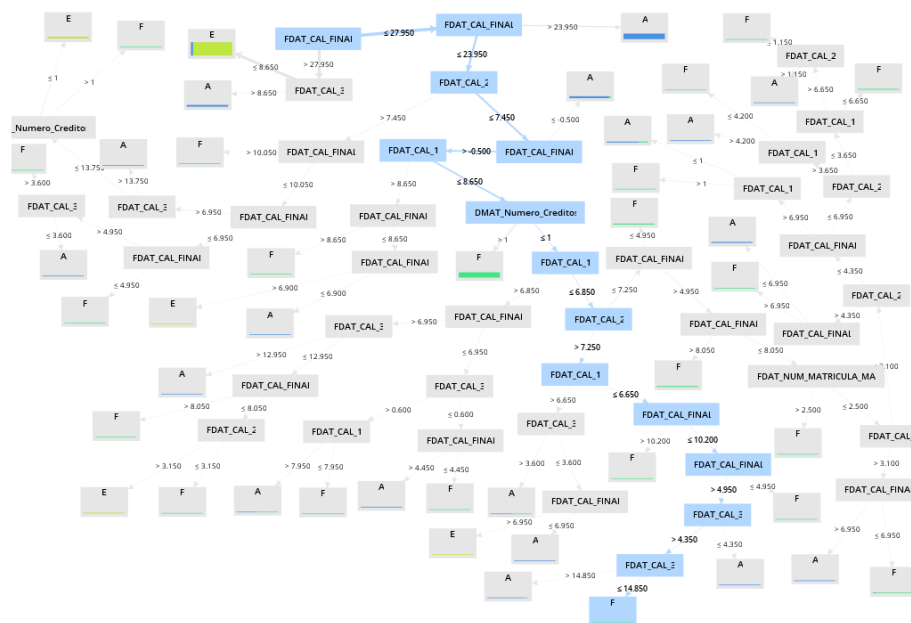 E
F
FDAT_CAL_FINAL
≤ 27.950
FDAT_CAL_FINAL
> 23.950
A
F
≤ 1.150
FDAT_CAL_2
E
> 27.950
≤ 23.950
≤ 8.650
≤ 1
> 1
A
> 8.650
FDAT_CAL_3
FDAT_CAL_2
A
F
A
> 1.150
F
> 6.650
≤ 6.650
_Numero_Creditos
> 7.450
≤ 7.450
≤ -0.500
≤ 4.200
A
A
FDAT_CAL_1
F
A
≤ 13.750
F
> 10.050
FDAT_CAL_FINAL
FDAT_CAL_1
> -0.500
FDAT_CAL_FINAL
> 4.200
FDAT_CAL_1
≤ 3.650
> 3.650
> 3.600
> 13.750
≤ 10.050
> 8.650
≤ 8.650
F
≤ 1
> 1
FDAT_CAL_1
FDAT_CAL_2
FDAT_CAL_3
FDAT_CAL_3
> 6.950
FDAT_CAL_FINAL
FDAT_CAL_FINAL
DMAT_Numero_Creditos
F
> 6.950
≤ 6.950
≤ 3.600
> 4.950
≤ 6.950
> 8.650
≤ 8.650
> 1
≤ 1
≤ 4.950
A
FDAT_CAL_FINAL
A
FDAT_CAL_FINAL
F
FDAT_CAL_FINAL
F
FDAT_CAL_1
FDAT_CAL_FINAL
F
≤ 4.350
≤ 4.950
> 6.900
≤ 6.900
> 6.850
≤ 6.850
≤ 7.250
> 4.950
≤ 6.950
> 6.950
FDAT_CAL_2
F
E
A
FDAT_CAL_3
> 6.950
FDAT_CAL_FINAL
FDAT_CAL_2
FDAT_CAL_FINAL
> 4.350
FDAT_CAL_FINAL
> 12.950
≤ 12.950
≤ 6.950
> 7.250
> 8.050
≤ 8.050
A
FDAT_CAL_FINAL
FDAT_CAL_3
FDAT_CAL_1
F
FDAT_NUM_MATRICULA_MA
> 8.050
≤ 8.050
> 0.600
≤ 0.600
> 6.650
≤ 6.650
> 2.500
≤ 2.500
F
FDAT_CAL_2
FDAT_CAL_1
FDAT_CAL_FINAL
FDAT_CAL_3
FDAT_CAL_FINAL
F
FDAT_CAL_
> 10.200
≤ 10.200
> 3.150
≤ 3.150
> 7.950
≤ 7.950
> 4.450
≤ 4.450
> 3.600
≤ 3.600
F
FDAT_CAL_FINAL
> 3.100
E
F
A
F
A
F
A
FDAT_CAL_FINAL
> 4.950
≤ 4.950
F
FDAT_CAL_FINA
> 6.950
≤ 6.950
FDAT_CAL_3
> 6.950
≤ 6.950
E
A
> 4.350
≤ 4.350
A
> 14.850
FDAT_CAL_3
A
A
F
≤ 14.850
F